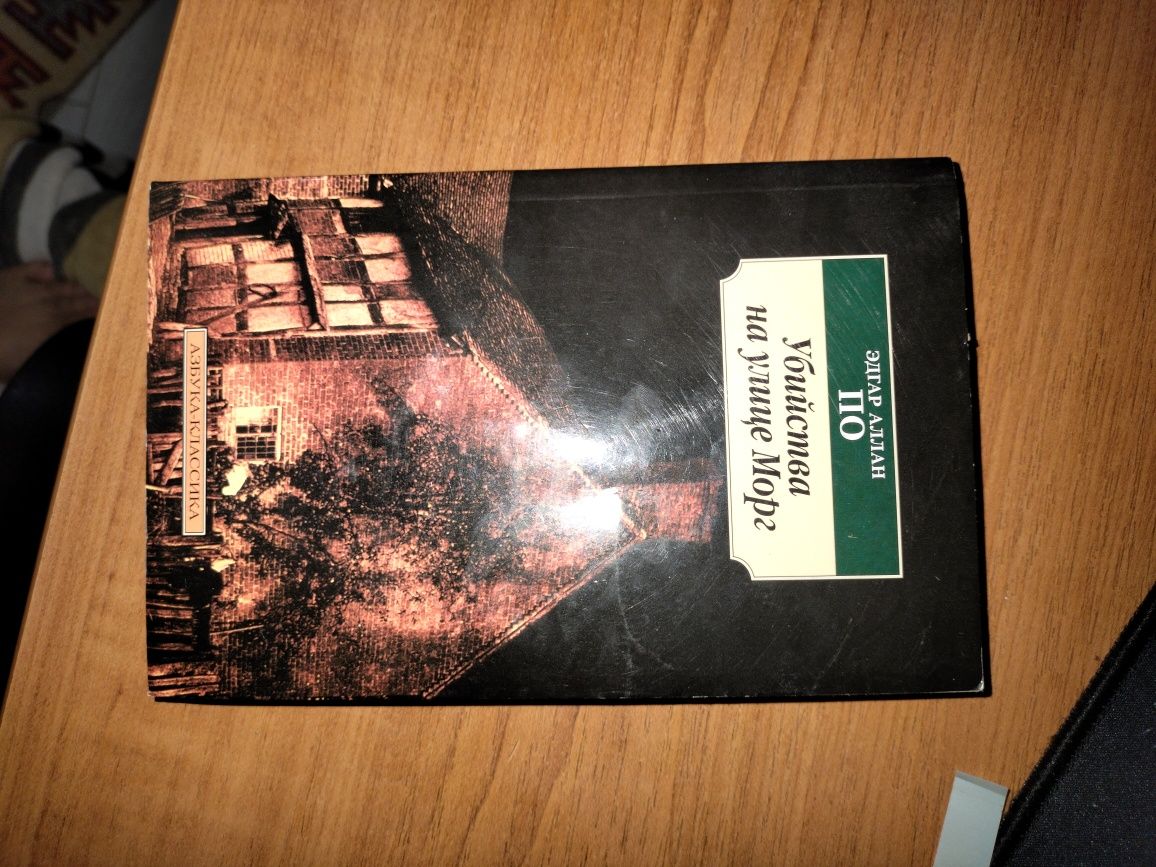 ЭДГАР АЛЛАН
ПО
Убийства
на улице Морг
АЗБУКА-КЛАССИКА